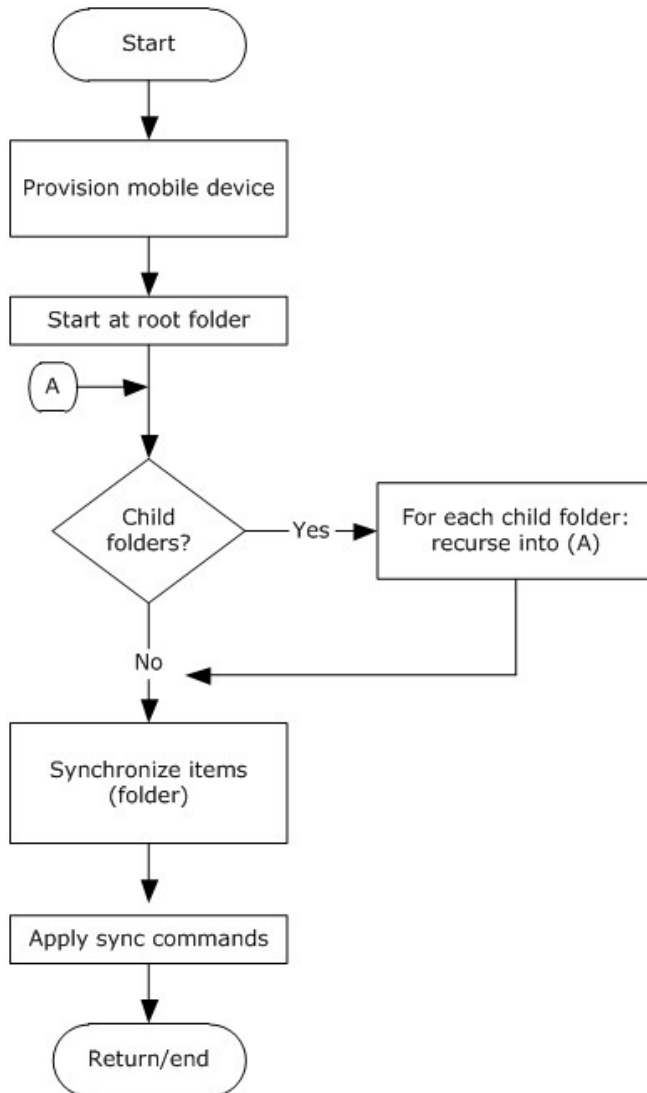 Start
Provision mobile device
Start at root folder
A
Child
folders?
Yes
For each child folder:
recurse into (A)
No
Synchronize items
(folder)
Apply sync commands
Return/end